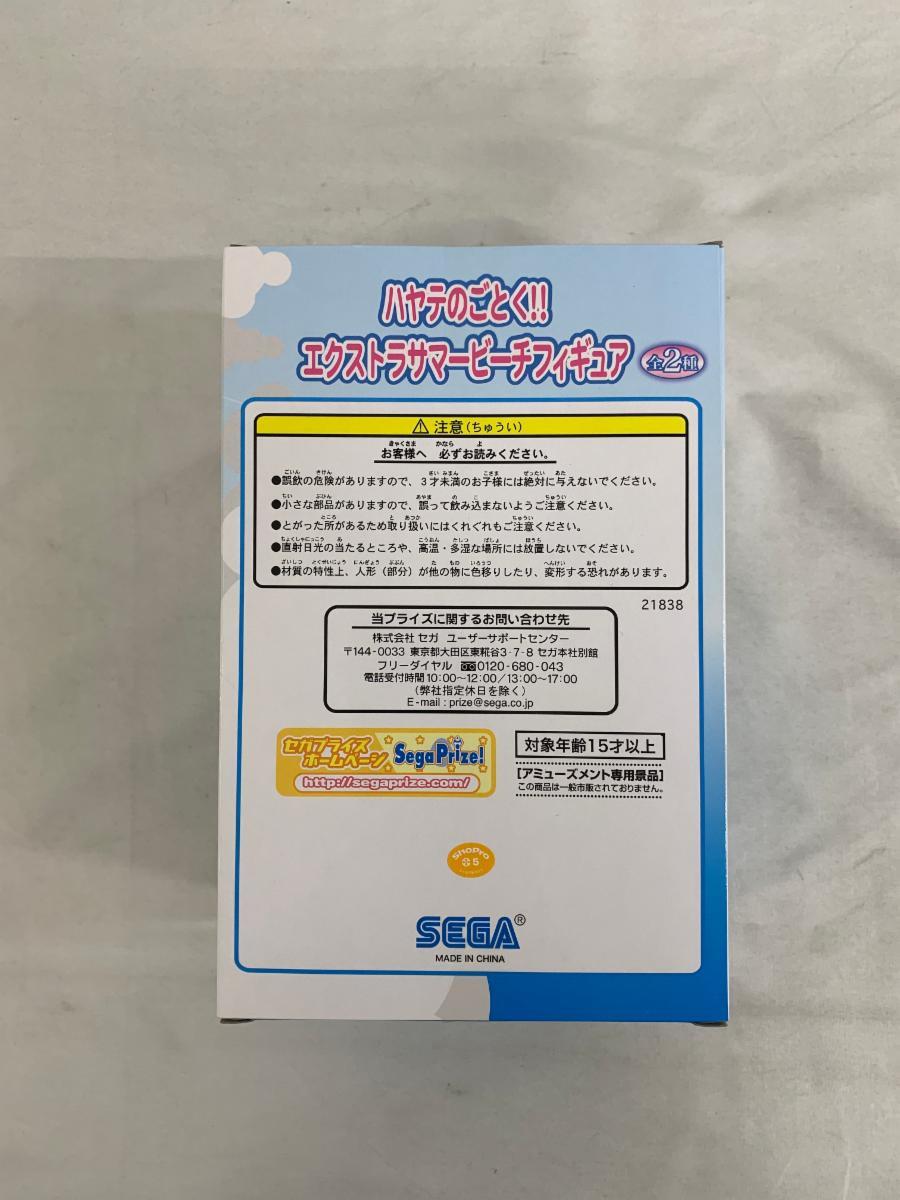 ハヤテのごとく!!
エクストラサマービーチフィギュア 全2種
⚠ 注意(ちゅうい)
お客様へ 必ずお読みください。
●誤飲の危険がありますので、3才未満のお子様には絶対に与えないでください。
●小さな部品がありますので、誤って飲み込まないようご注意ください。
●とがった所があるため取り扱いにはくれぐれもご注意ください。
●直射日光の当たるところや、高温・多湿な場所には放置しないでください。
●材質の特性上、人形(部分)が他の物に色移りしたり、変形する恐れがあります。
21838
当プライズに関するお問い合わせ先
株式会社 セガ ユーザーサポートセンター
〒144-0033 東京都大田区東糀谷3-7-8 セガ本社別館
フリーダイヤル 0120-680-043
電話受付時間 10:00~12:00/13:00~17:00
(弊社指定休日を除く)
E-mail : prize@sega.co.jp
セガプライズ
ホームページ
Sega Prize!
http://segaprize.com/
対象年齢15才以上
[アミューズメント専用景品]
この商品は一般市販されておりません。
ShoPro
5
SEGA®
MADE IN CHINA